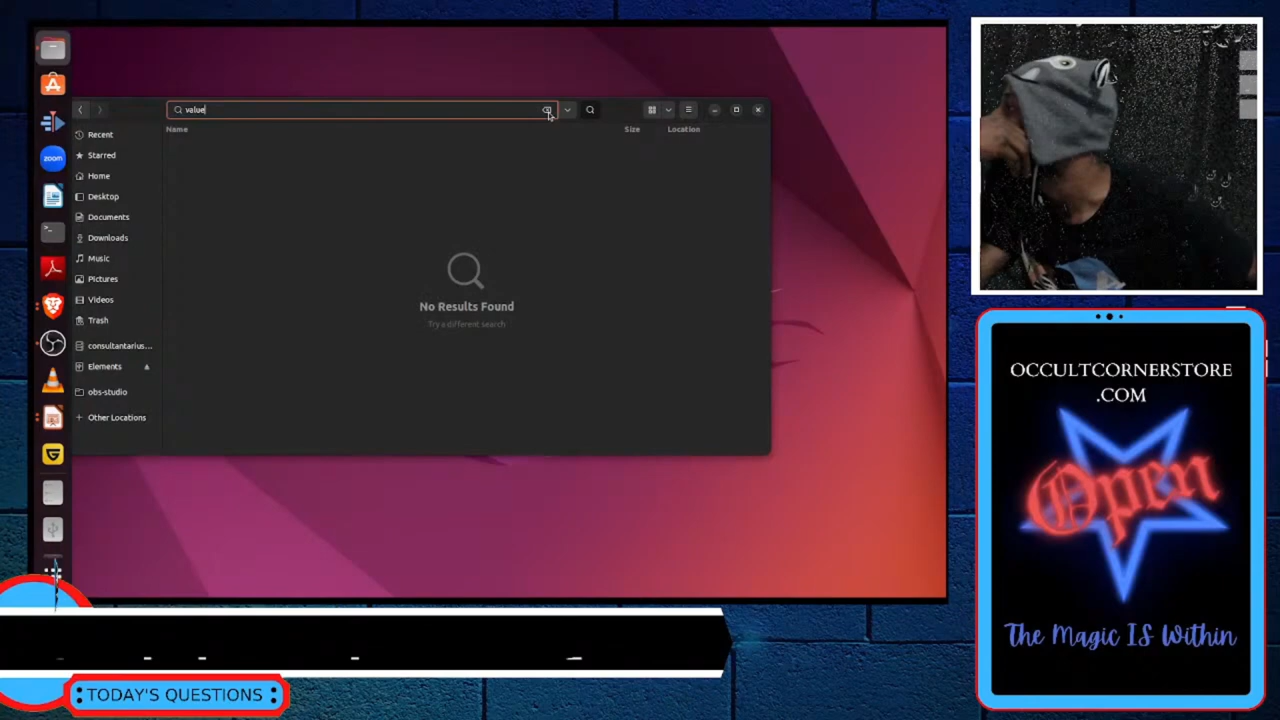 value
Name
Size
Location
Recent
Starred
Home
Desktop
Documents
Downloads
Music
Pictures
Videos
Trash
consultantarius...
Elements
obs-studio
Other Locations
No Results Found
Try a different search
zoom
OCCULTCORNERSTORE
.COM
Open
The Magic IS Within
TODAY'S QUESTIONS